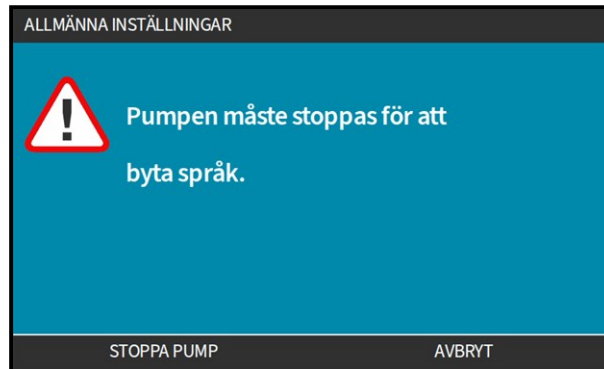 ALLMÄNNA INSTÄLLNINGAR
!
Pumpen måste stoppas för att
byta språk.
STOPPA PUMP AVBRYT